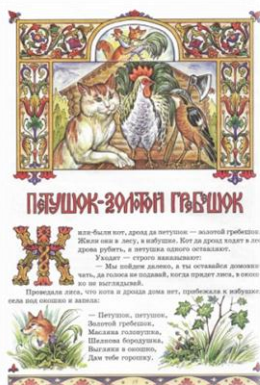 ПЕТУШОК-ЗОЛОТОЙ ГРЕБЕШОК
Жили-были кот, дрозд да петушок — золотой гребешок.
Жили они в лесу, в избушке. Кот да дрозд ходят в лес
дрова рубить, а петушка одного оставляют.
Уходят — строго наказывают:
— Мы пойдем далеко, а ты оставайся домовни-
чать, да голоса не подавай, когда придет лиса, в окош-
ко не выглядывай.
Проведала лиса, что кота и дрозда дома нет, прибежала к избушке,
села под окошко и запела:
— Петушок, петушок,
Золотой гребешок,
Масляна головушка,
Шелкова бородушка,
Выгляни в окошко,
Дам тебе горошку.